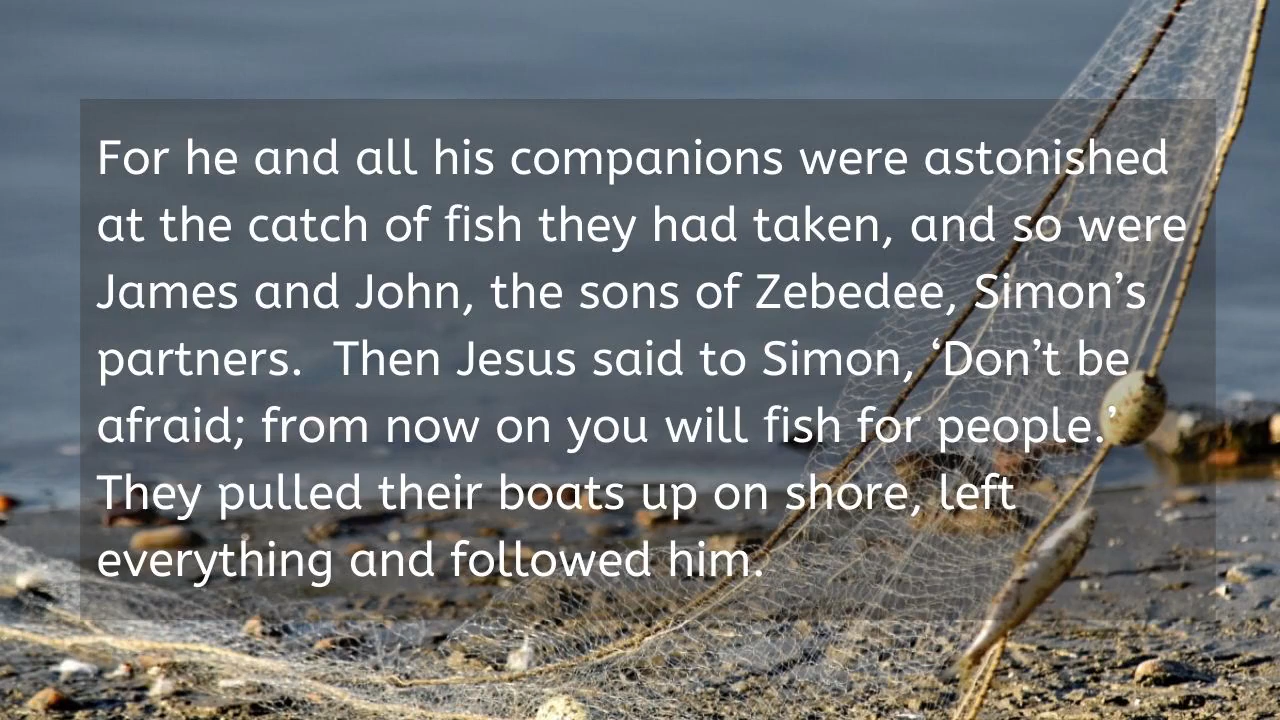 For he and all his companions were astonished
at the catch of fish they had taken, and so were
James and John, the sons of Zebedee, Simon’s
partners.  Then Jesus said to Simon, ‘Don’t be
afraid; from now on you will fish for people.’
They pulled their boats up on shore, left
everything and followed him.